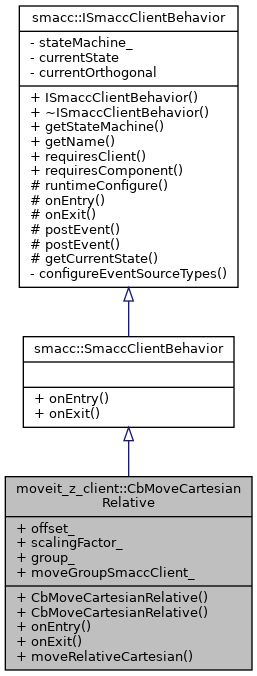 smacc::ISmaccClientBehavior
- stateMachine_
- currentState
- currentOrthogonal
+ ISmaccClientBehavior()
+ ~ISmaccClientBehavior()
+ getStateMachine()
+ getName()
+ requiresClient()
+ requiresComponent()
# runtimeConfigure()
# onEntry()
# onExit()
# postEvent()
# postEvent()
# getCurrentState()
- configureEventSourceTypes()
smacc::SmaccClientBehavior
+ onEntry()
+ onExit()
moveit_z_client::CbMoveCartesian
Relative
+ offset_
+ scalingFactor_
+ group_
+ moveGroupSmaccClient_
+ CbMoveCartesianRelative()
+ CbMoveCartesianRelative()
+ onEntry()
+ onExit()
+ moveRelativeCartesian()